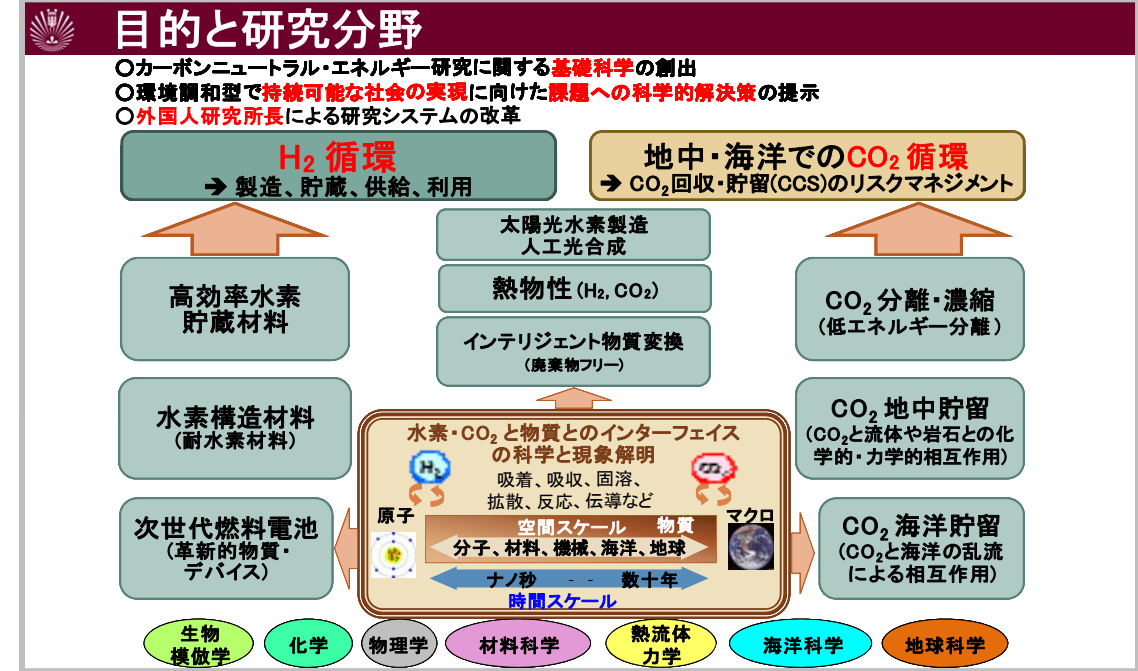 目的と研究分野
○カーボンニュートラル・エネルギー研究に関する基礎科学の創出
○環境調和型で持続可能な社会の実現に向けた課題への科学的解決策の提示
○外国人研究所長による研究システムの改革
H₂ 循環
➔ 製造、貯蔵、供給、利用
地中・海洋でのCO₂ 循環
➔ CO₂回収・貯留(CCS)のリスクマネジメント
太陽光水素製造
人工光合成
熱物性 (H₂, CO₂)
インテリジェント物質変換
(廃棄物フリー)
高効率水素
貯蔵材料
水素構造材料
(耐水素材料)
次世代燃料電池
(革新的物質・
デバイス)
CO₂ 分離・濃縮
(低エネルギー分離)
CO₂ 地中貯留
(CO₂と流体や岩石との化
学的・力学的相互作用)
CO₂ 海洋貯留
(CO₂と海洋の乱流
による相互作用)
水素・CO₂ と物質とのインターフェイス
の科学と現象解明
H₂
CO₂
吸着、吸収、固溶、
拡散、反応、伝導など
原子
マクロ
空間スケール 物質
分子、材料、機械、海洋、地球
ナノ秒 - - 数十年
時間スケール
生物
模倣学
化学
物理学
材料科学
熱流体
力学
海洋科学
地球科学